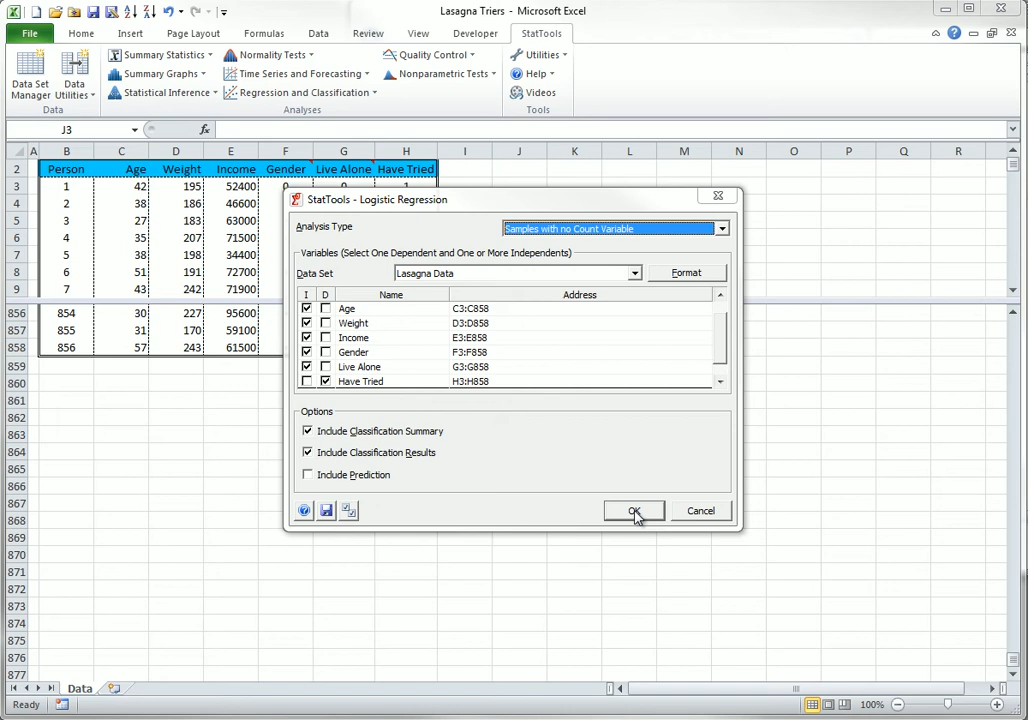 Lasagna Triers - Microsoft Excel
File Home Insert Page Layout Formulas Data Review View Developer StatTools
Data Set Manager
Data Utilities
Data
Summary Statistics
Summary Graphs
Statistical Inference
Normality Tests
Time Series and Forecasting
Regression and Classification
Quality Control
Nonparametric Tests
Analyses
Utilities
Help
Videos
Tools
J3 fx
A B C D E F G H I J K L M N O P Q R
2 Person Age Weight Income Gender Live Alone Have Tried
3 1 42 195 52400 0 0 1
4 2 38 186 46600
5 3 27 183 63000
6 4 35 207 71500
7 5 38 198 34400
8 6 51 191 72700
9 7 43 242 71900
856 854 30 227 95600
857 855 31 170 59100
858 856 57 243 61500
859
860
861
862
863
864
865
866
867
868
869
870
871
872
873
874
875
876
877
StatTools - Logistic Regression
Analysis Type Samples with no Count Variable
Variables (Select One Dependent and One or More Independents)
Data Set Lasagna Data Format
I D Name Address
Age C3:C858
Weight D3:D858
Income E3:E858
Gender F3:F858
Live Alone G3:G858
Have Tried H3:H858
Options
Include Classification Summary
Include Classification Results
Include Prediction
OK Cancel
Data
Ready 100%